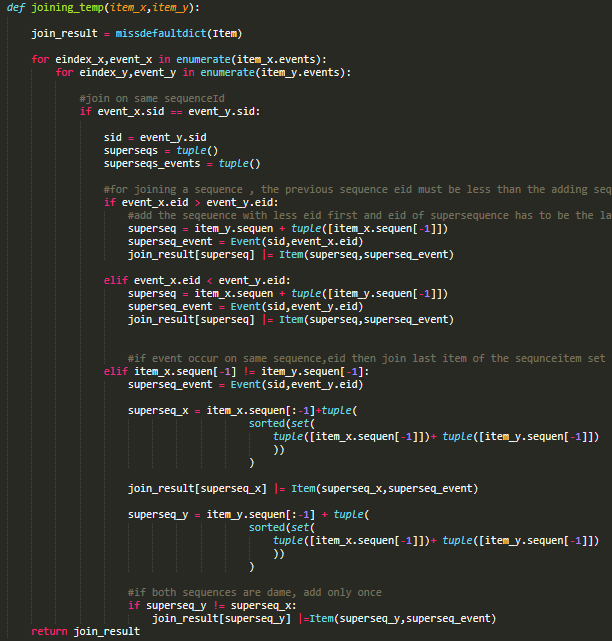 def joining_temp(item_x,item_y):
join_result = missdefaultdict(Item)
for eindex_x,event_x in enumerate(item_x.events):
for eindex_y,event_y in enumerate(item_y.events):
#join on same sequenceId
if event_x.sid == event_y.sid:
sid = event_y.sid
superseqs = tuple()
superseqs_events = tuple()
#for joining a sequence , the previous sequence eid must be less than the adding seq
if event_x.eid > event_y.eid:
#add the seqeuence with less eid first and eid of supersequence has to be the la
superseq = item_y.sequen + tuple([item_x.sequen[-1]])
superseq_event = Event(sid,event_x.eid)
join_result[superseq] |= Item(superseq,superseq_event)
elif event_x.eid < event_y.eid:
superseq = item_x.sequen + tuple([item_y.sequen[-1]])
superseq_event = Event(sid,event_y.eid)
join_result[superseq] |= Item(superseq,superseq_event)
#if event occur on same sequence,eid then join last item of the sequnceitem set
elif item_x.sequen[-1] != item_y.sequen[-1]:
superseq_event = Event(sid,event_y.eid)
superseq_x = item_x.sequen[:-1]+tuple(
sorted(set(
tuple([item_x.sequen[-1]])+ tuple([item_y.sequen[-1]])
))
)
join_result[superseq_x] |= Item(superseq_x,superseq_event)
superseq_y = item_y.sequen[:-1] + tuple(
sorted(set(
tuple([item_x.sequen[-1]])+ tuple([item_y.sequen[-1]])
))
)
#if both sequences are dame, add only once
if superseq_y != superseq_x:
join_result[superseq_y] |=Item(superseq_y,superseq_event)
return join_result